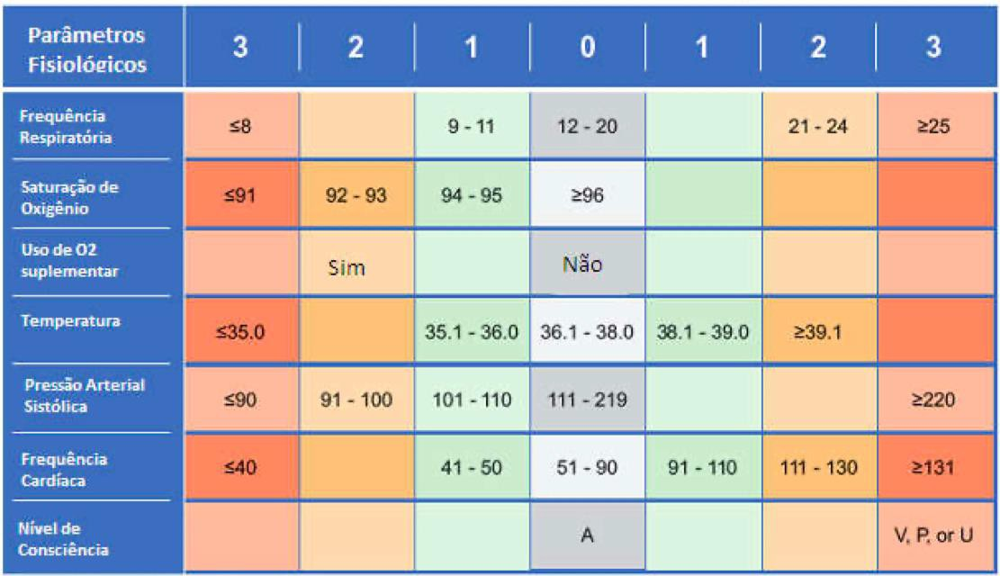 Parâmetros
Fisiológicos
3 2 1 0 1 2 3
Frequência
Respiratória
≤8 9 - 11 12 - 20 21 - 24 ≥25
Saturação de
Oxigênio
≤91 92 - 93 94 - 95 ≥96
Uso de O2
suplementar
Sim Não
Temperatura
≤35.0 35.1 - 36.0 36.1 - 38.0 38.1 - 39.0 ≥39.1
Pressão Arterial
Sistólica
≤90 91 - 100 101 - 110 111 - 219 ≥220
Frequência
Cardíaca
≤40 41 - 50 51 - 90 91 - 110 111 - 130 ≥131
Nível de
Consciência
A V, P, or U